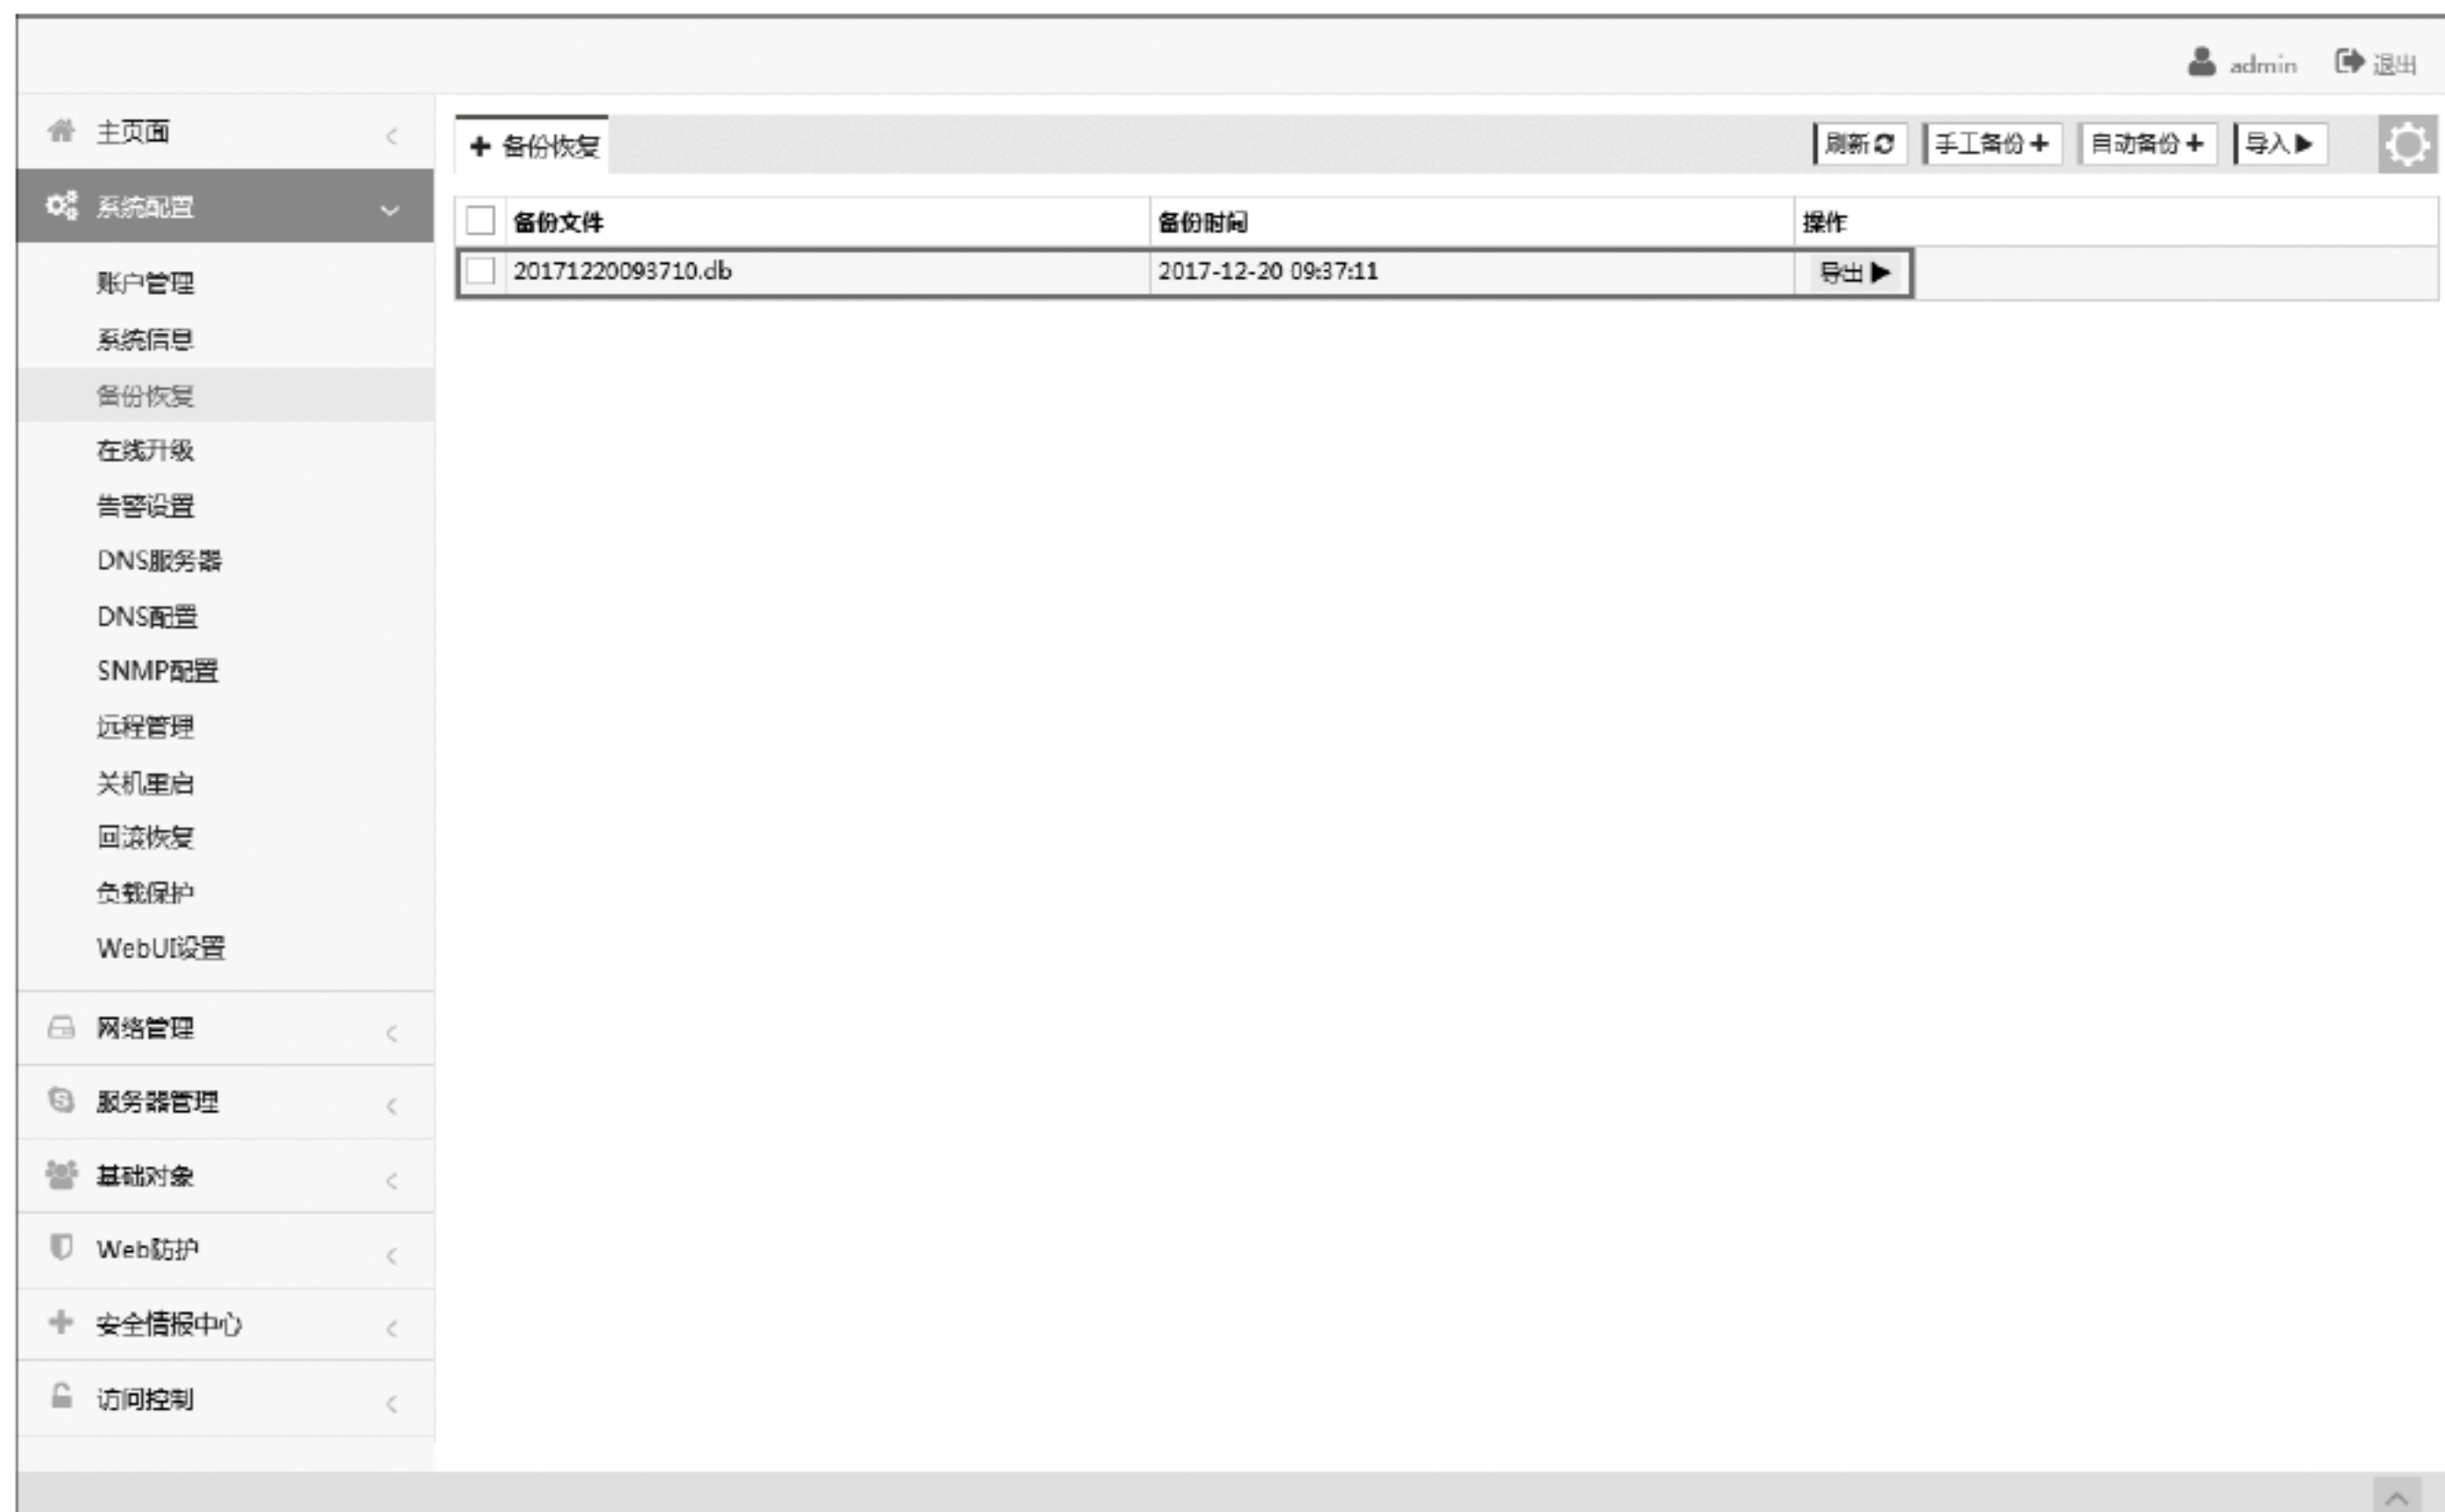 admin 退出
主页面
备份恢复 刷新 手工备份 自动备份 导入
系统配置
备份文件 备份时间 操作
20171220093710.db 2017-12-20 09:37:11 导出
账户管理
系统信息
备份恢复
在线升级
告警设置
DNS服务器
DNS配置
SNMP配置
远程管理
关机重启
回滚恢复
负载保护
WebUI设置
网络管理
服务器管理
基础对象
Web防护
安全情报中心
访问控制